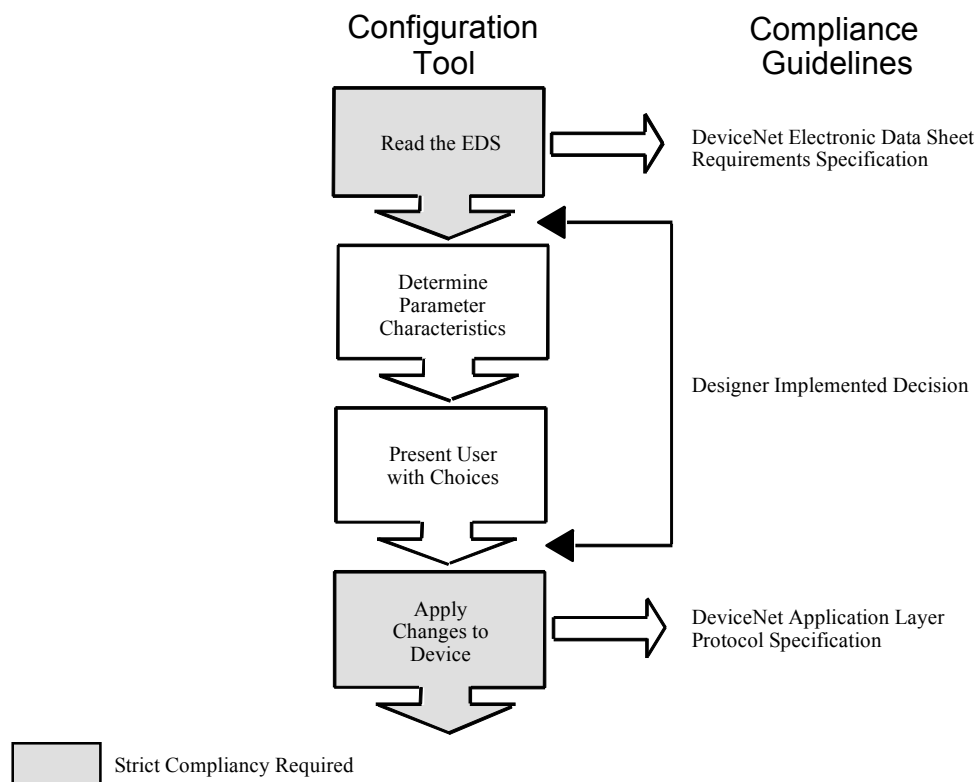 Configuration
Tool
Compliance
Guidelines
Read the EDS
DeviceNet Electronic Data Sheet
Requirements Specification
Determine
Parameter
Characteristics
Designer Implemented Decision
Present User
with Choices
Apply
Changes to
Device
DeviceNet Application Layer
Protocol Specification
Strict Compliancy Required